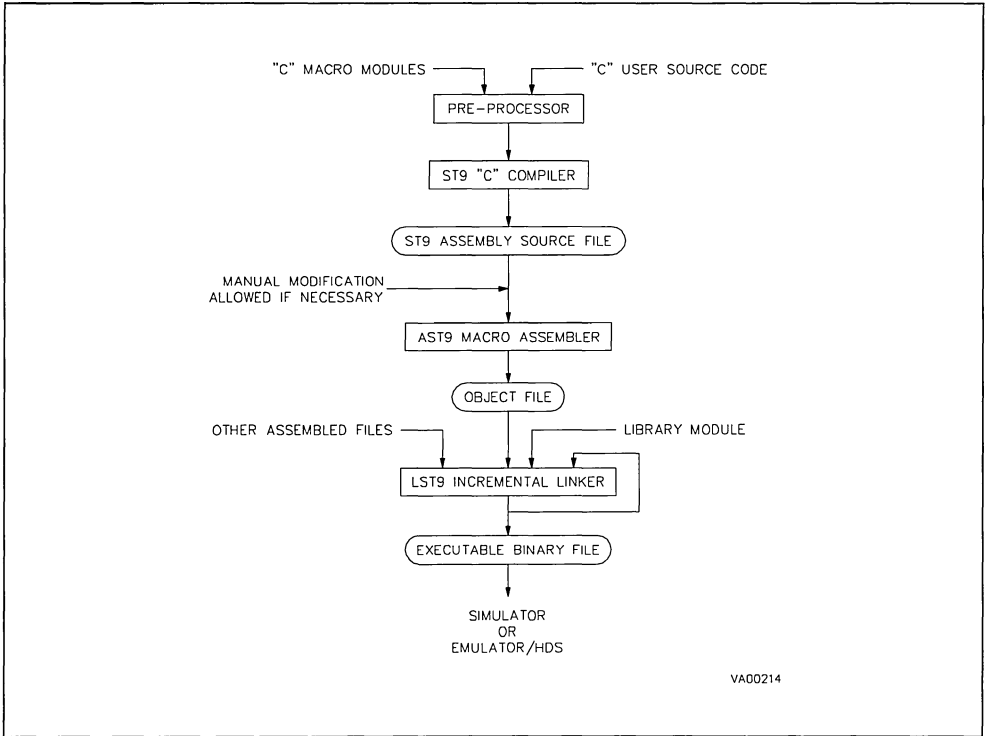 "C" MACRO MODULES
"C" USER SOURCE CODE
PRE-PROCESSOR
ST9 "C" COMPILER
ST9 ASSEMBLY SOURCE FILE
MANUAL MODIFICATION
ALLOWED IF NECESSARY
AST9 MACRO ASSEMBLER
OBJECT FILE
OTHER ASSEMBLED FILES
LIBRARY MODULE
LST9 INCREMENTAL LINKER
EXECUTABLE BINARY FILE
SIMULATOR
OR
EMULATOR/HDS
VA00214